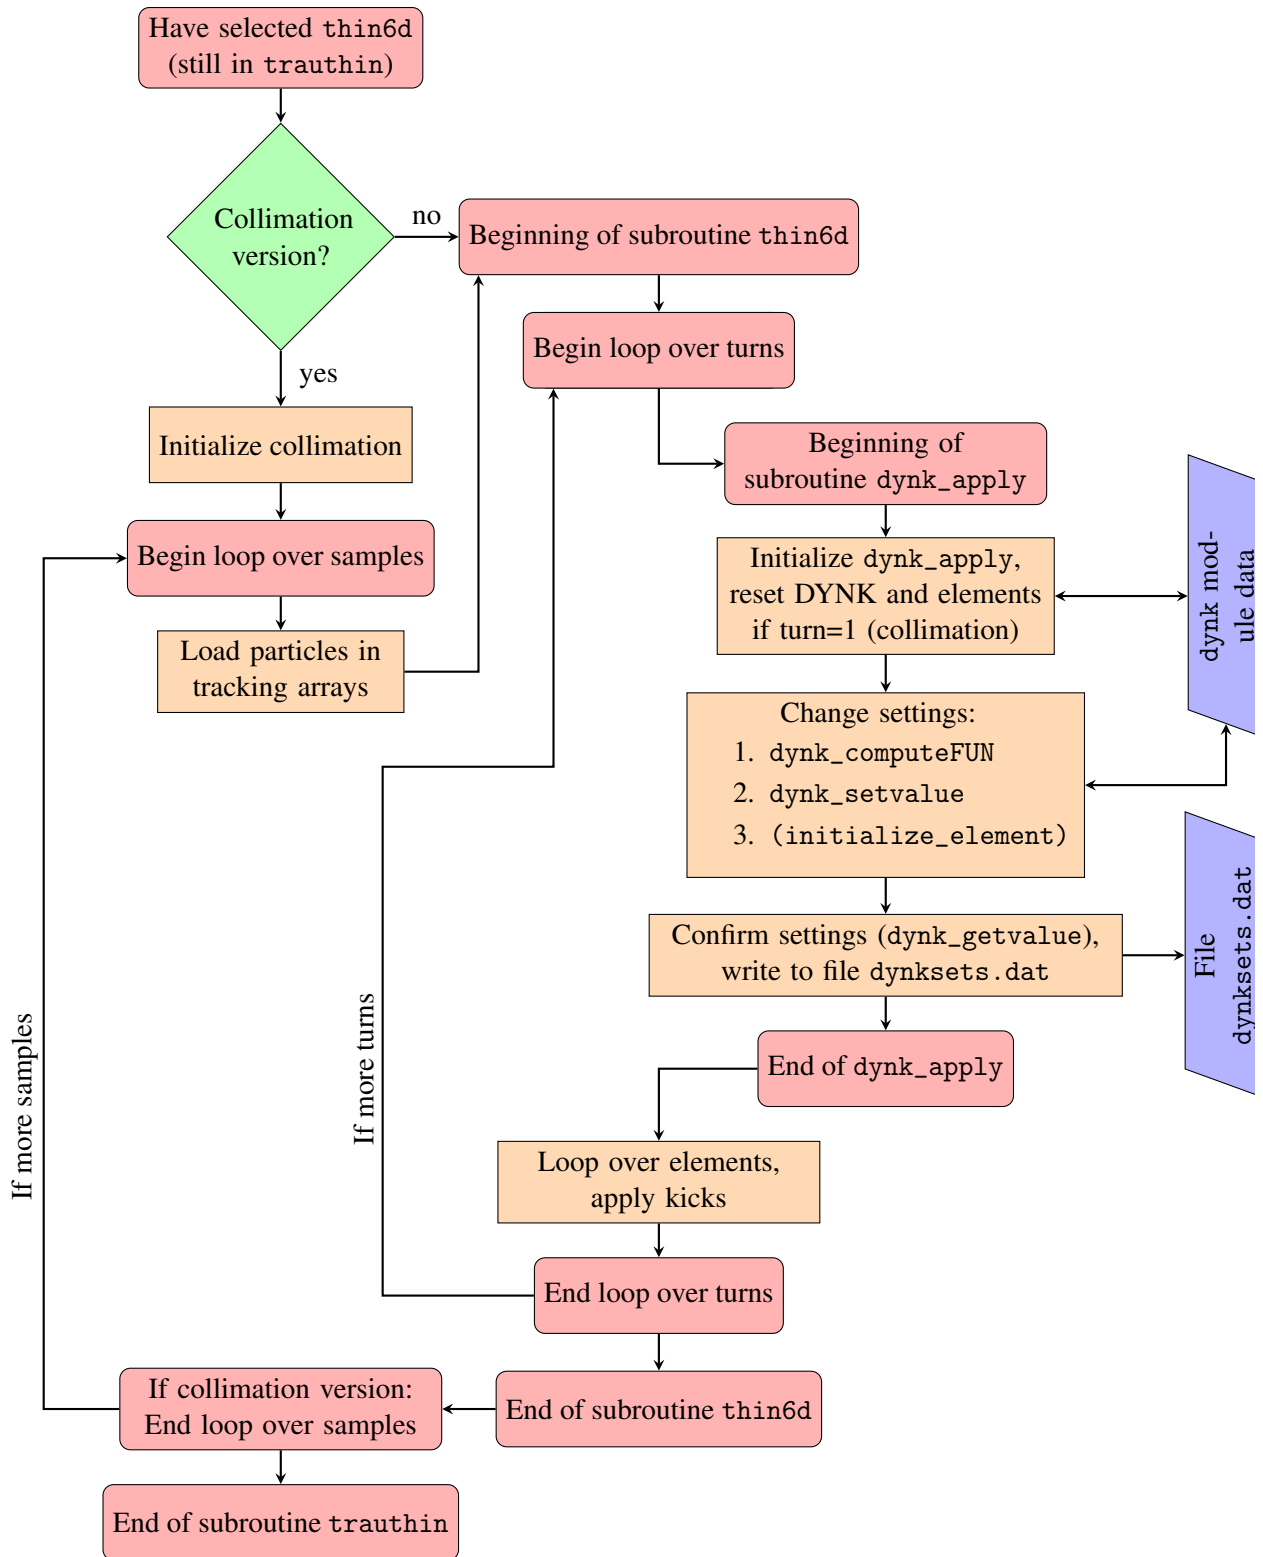 Have selected thin6d
(still in trauthin)
Collimation
version?
no
yes
Beginning of subroutine thin6d
Begin loop over turns
Initialize collimation
Begin loop over samples
Load particles in
tracking arrays
Beginning of
subroutine dynk_apply
Initialize dynk_apply,
reset DYNK and elements
if turn=1 (collimation)
dynk mod-
ule data
Change settings:
1. dynk_computeFUN
2. dynk_setvalue
3. (initialize_element)
Confirm settings (dynk_getvalue),
write to file dynksets.dat
File
dynksets.dat
End of dynk_apply
If more samples
If more turns
Loop over elements,
apply kicks
End loop over turns
If collimation version:
End loop over samples
End of subroutine thin6d
End of subroutine trauthin